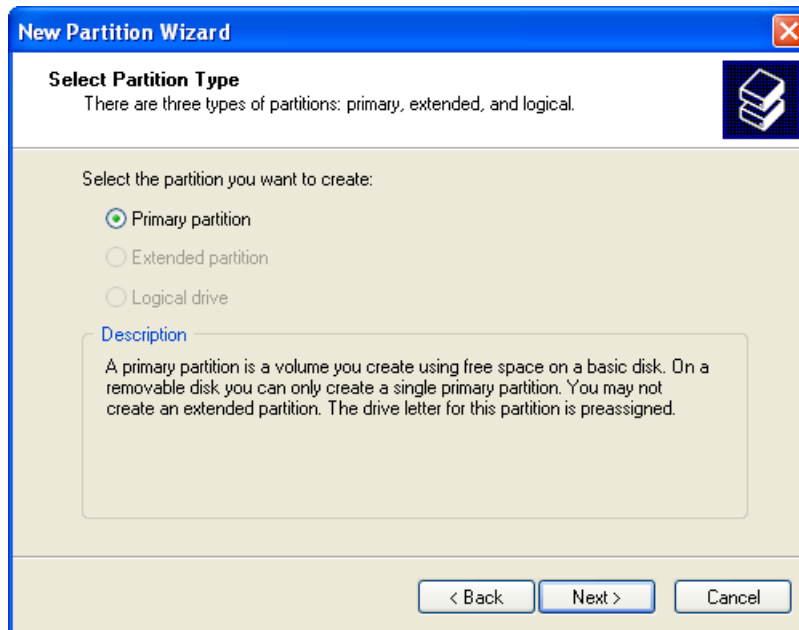 New Partition Wizard
Select Partition Type
There are three types of partitions: primary, extended, and logical.
Select the partition you want to create:
Primary partition
Extended partition
Logical drive
Description
A primary partition is a volume you create using free space on a basic disk. On a
removable disk you can only create a single primary partition. You may not
create an extended partition. The drive letter for this partition is preassigned.
< Back
Next >
Cancel